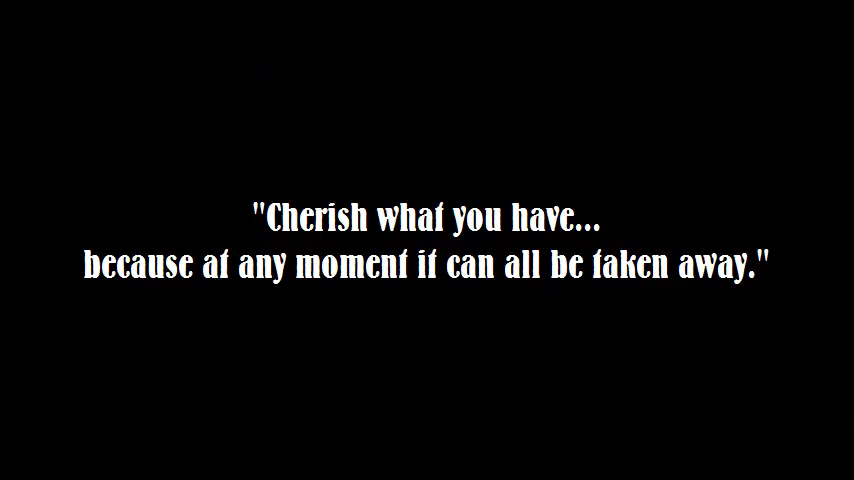 "Cherish what you have...
because at any moment it can all be taken away."